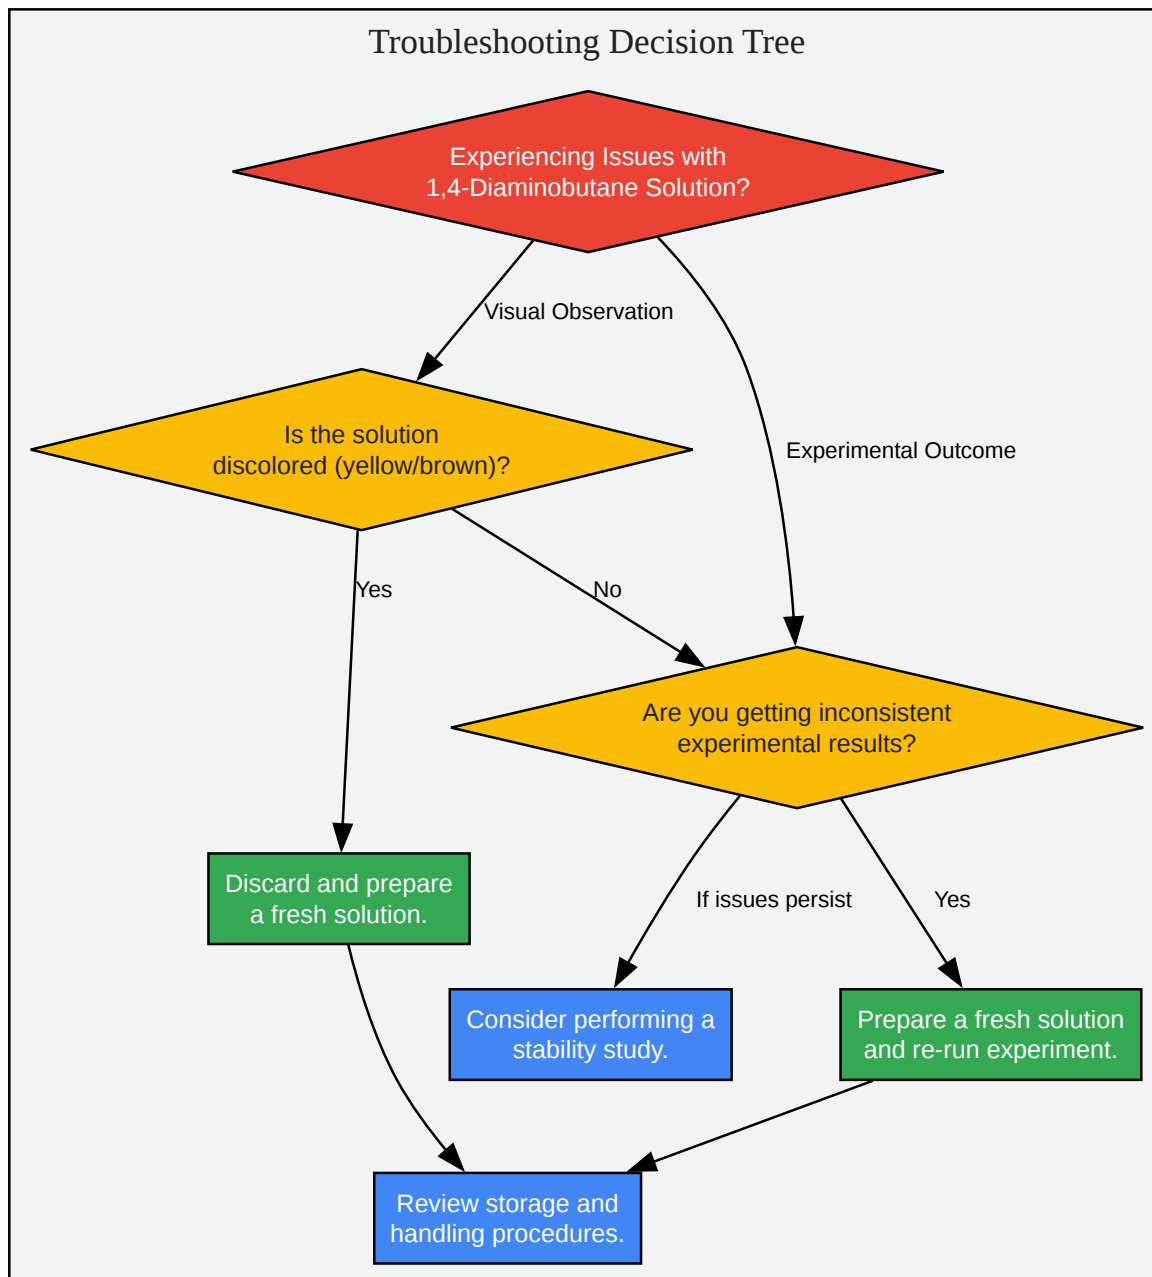 Troubleshooting Decision Tree
Experiencing Issues with
1,4-Diaminobutane Solution?
Visual Observation
Is the solution
discolored (yellow/brown)?
Experimental Outcome
Yes
No
Are you getting inconsistent
experimental results?
Discard and prepare
a fresh solution.
If issues persist
Yes
Consider performing a
stability study.
Prepare a fresh solution
and re-run experiment.
Review storage and
handling procedures.